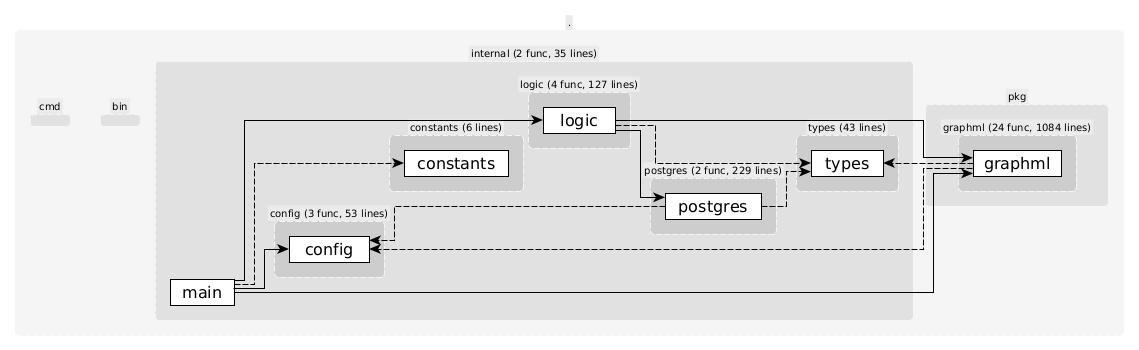 .
internal (2 func, 35 lines)
logic (4 func, 127 lines)
pkg
cmd
bin
logic
constants (6 lines)
types (43 lines)
graphml (24 func, 1084 lines)
constants
types
graphml
postgres (2 func, 229 lines)
postgres
config (3 func, 53 lines)
config
main